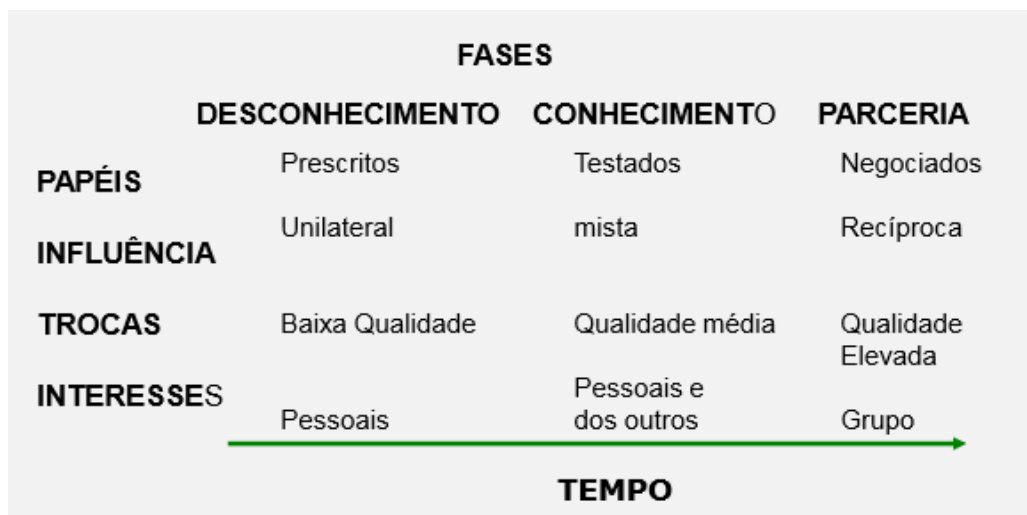 FASES
DESCONHECIMENTO CONHECIMENTO PARCERIA
PAPÉIS Prescritos Testados Negociados
INFLUÊNCIA Unilateral mista Recíproca
TROCAS Baixa Qualidade Qualidade média Qualidade
Elevada
INTERESSES Pessoais Pessoais e
dos outros Grupo
TEMPO